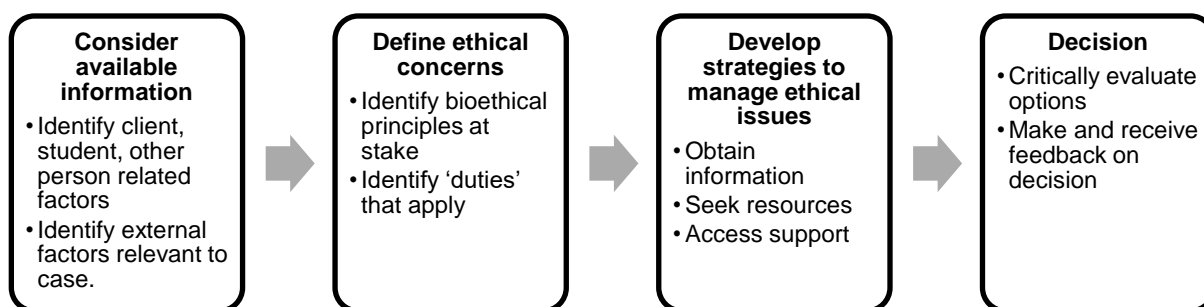 Consider
available
information
•Identify client,
student, other
person related
factors
•Identify external
factors relevant to
case.
Define ethical
concerns
•Identify bioethical
principles at
stake
•Identify ‘duties’
that apply
Develop
strategies to
manage ethical
issues
•Obtain
information
•Seek resources
•Access support
Decision
•Critically evaluate
options
•Make and receive
feedback on
decision